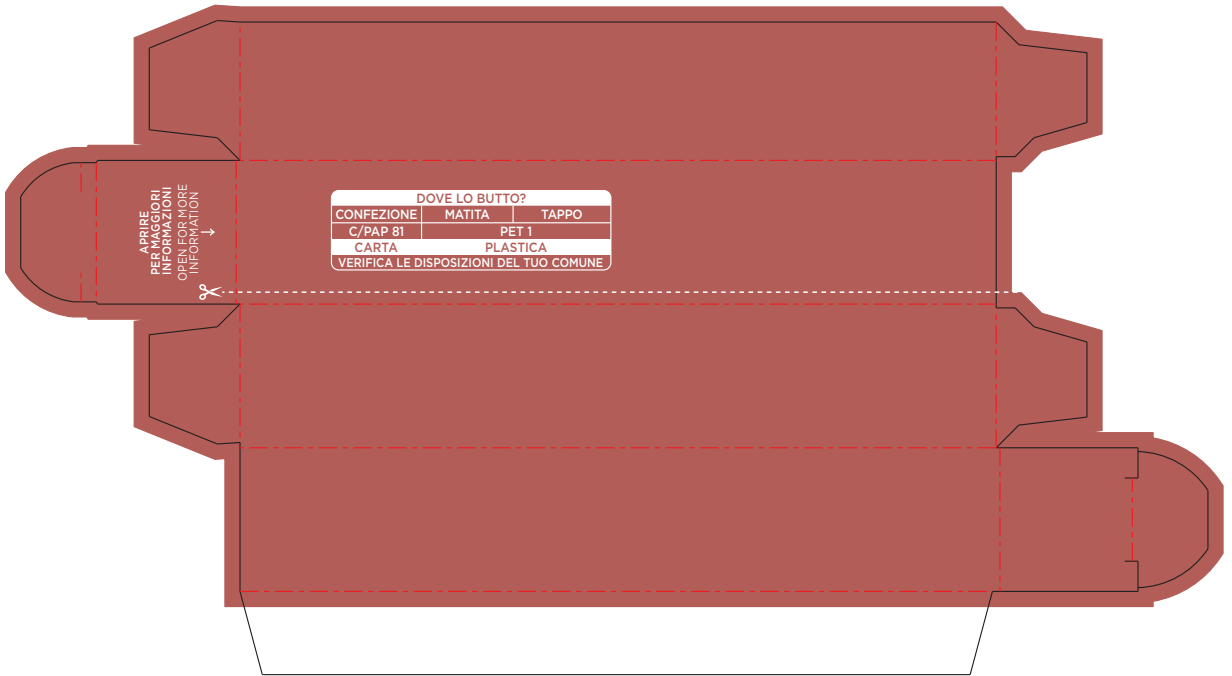 APRIRE
PER MAGGIORI
INFORMAZIONI
OPEN FOR MORE
INFORMATION
DOVE LO BUTTO?
CONFEZIONE MATITA TAPPO
C/PAP 81 PET 1
CARTA PLASTICA
VERIFICA LE DISPOSIZIONI DEL TUO COMUNE